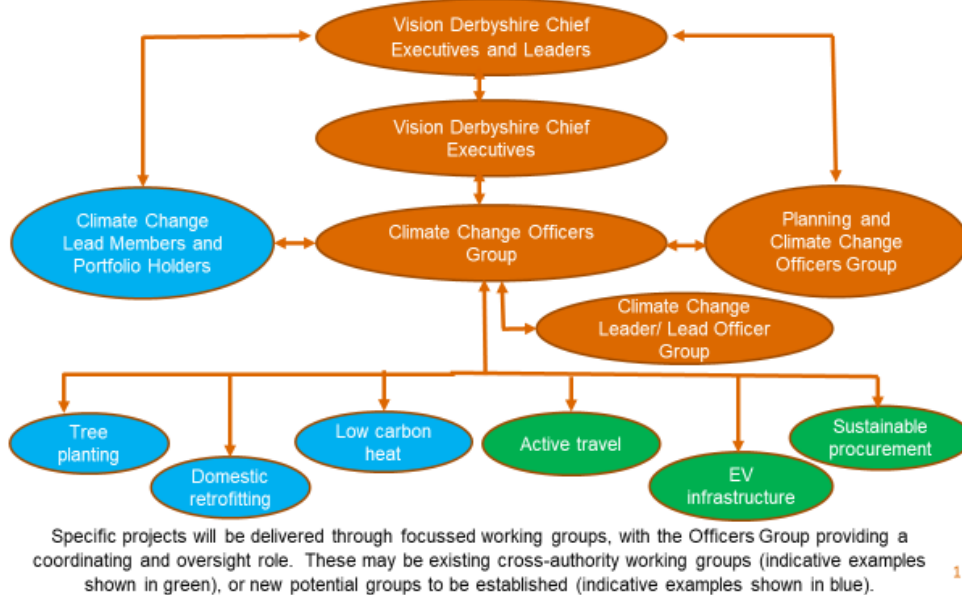 Vision Derbyshire Chief
Executives and Leaders
Vision Derbyshire Chief
Executives
Climate Change
Lead Members and
Portfolio Holders
Climate Change Officers
Group
Planning and
Climate Change
Officers Group
Climate Change
Leader/ Lead Officer
Group
Tree
planting
Domestic
retrofitting
Low carbon
heat
Active travel
EV
infrastructure
Sustainable
procurement
Specific projects will be delivered through focussed working groups, with the Officers Group providing a
coordinating and oversight role. These may be existing cross-authority working groups (indicative examples
shown in green), or new potential groups to be established (indicative examples shown in blue).
1